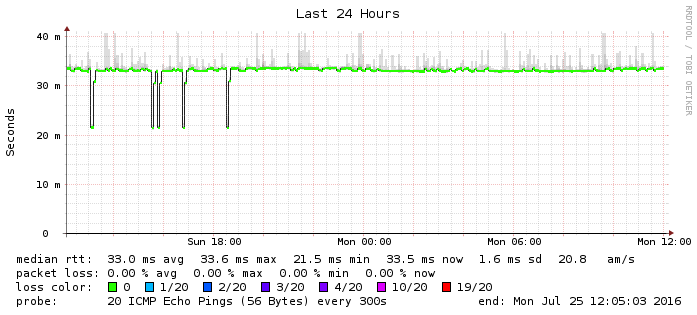 Last 24 Hours
RRDTOOL / TOBI OETIKER
Seconds
40 m
30 m
20 m
10 m
0
Sun 18:00 Mon 00:00 Mon 06:00 Mon 12:00
median rtt: 33.0 ms avg 33.6 ms max 21.5 ms min 33.5 ms now 1.6 ms sd 20.8 am/s
packet loss: 0.00 % avg 0.00 % max 0.00 % min 0.00 % now
loss color: 0 1/20 2/20 3/20 4/20 10/20 19/20
probe: 20 ICMP Echo Pings (56 Bytes) every 300s end: Mon Jul 25 12:05:03 2016